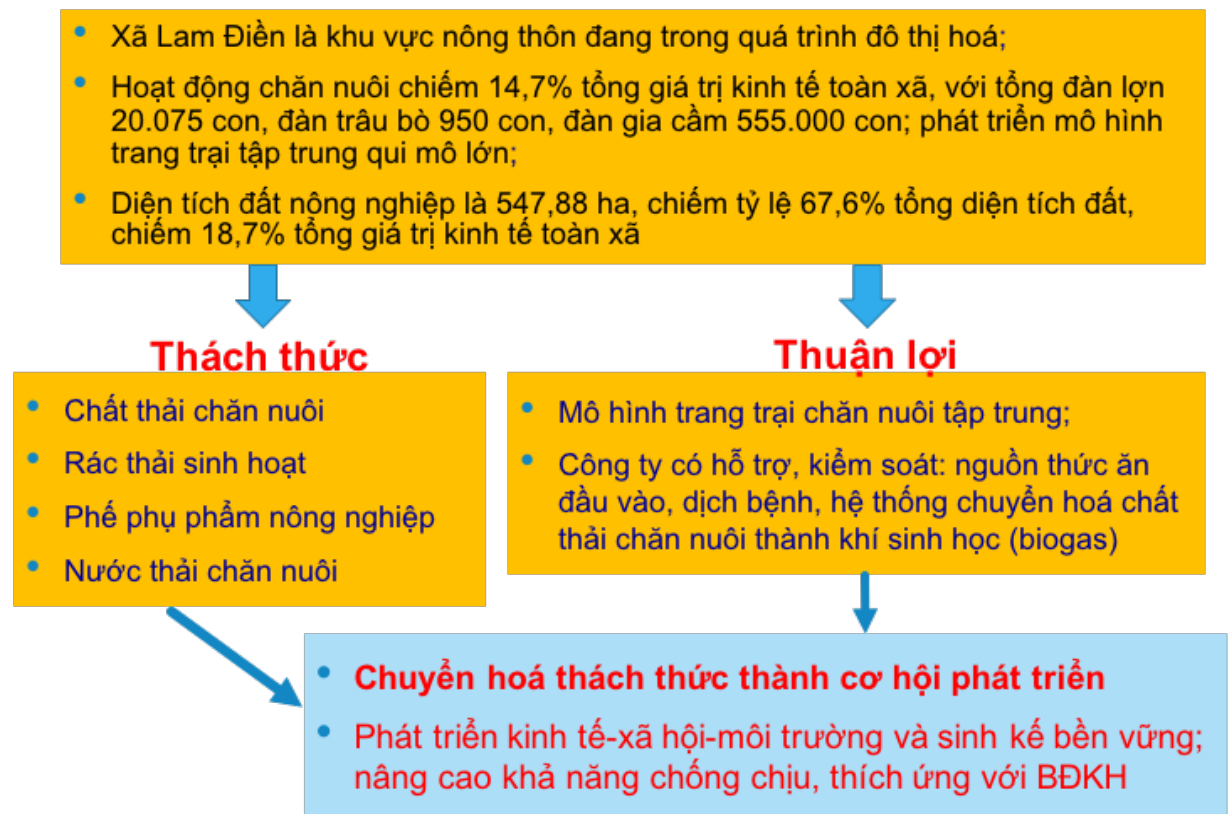 Xã Lam Điền là khu vực nông thôn đang trong quá trình đô thị hoá;
Hoạt động chăn nuôi chiếm 14,7% tổng giá trị kinh tế toàn xã, với tổng đàn lợn
20.075 con, đàn trâu bò 950 con, đàn gia cầm 555.000 con; phát triển mô hình
trang trại tập trung qui mô lớn;
Diện tích đất nông nghiệp là 547,88 ha, chiếm tỷ lệ 67,6% tổng diện tích đất,
chiếm 18,7% tổng giá trị kinh tế toàn xã
Thách thức
Chất thải chăn nuôi
Rác thải sinh hoạt
Phế phụ phẩm nông nghiệp
Nước thải chăn nuôi
Thuận lợi
Mô hình trang trại chăn nuôi tập trung;
Công ty có hỗ trợ, kiểm soát: nguồn thức ăn
đầu vào, dịch bệnh, hệ thống chuyển hoá chất
thải chăn nuôi thành khí sinh học (biogas)
Chuyển hoá thách thức thành cơ hội phát triển
Phát triển kinh tế-xã hội-môi trường và sinh kế bền vững;
nâng cao khả năng chống chịu, thích ứng với BĐKH